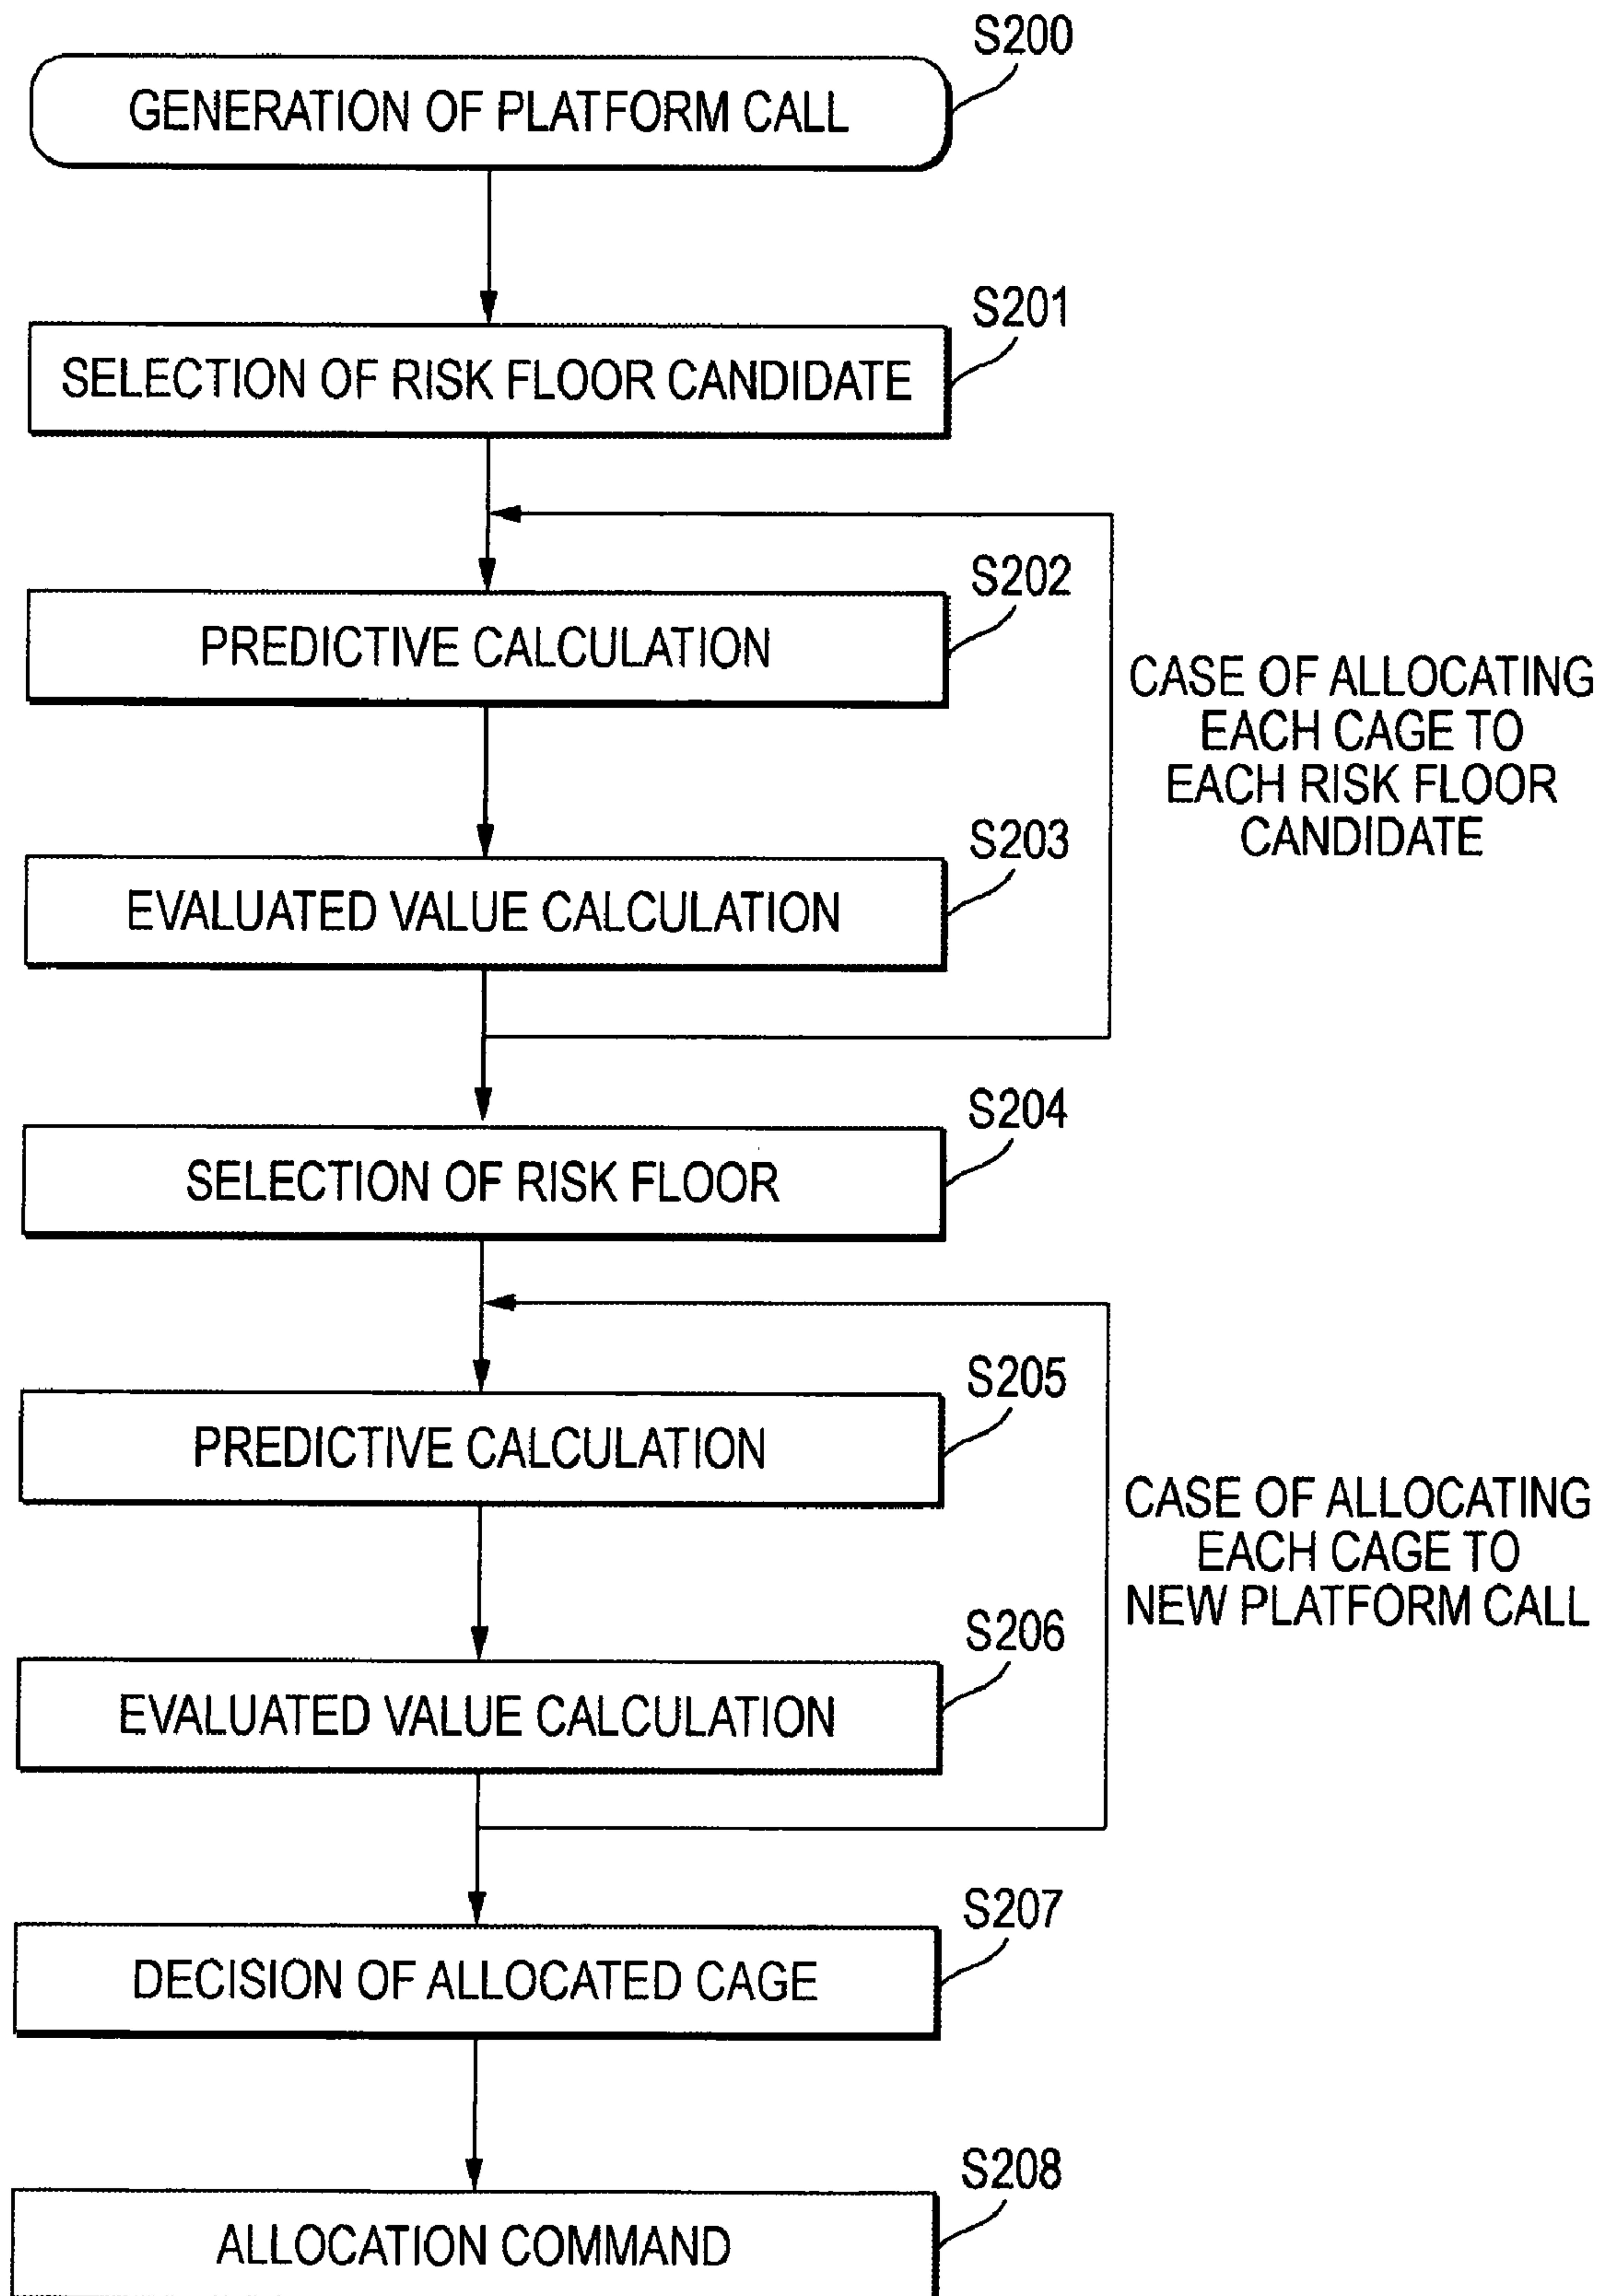 S200
GENERATION OF PLATFORM CALL
S201
SELECTION OF RISK FLOOR CANDIDATE
S202
PREDICTIVE CALCULATION
CASE OF ALLOCATING
EACH CAGE TO
EACH RISK FLOOR
CANDIDATE
S203
EVALUATED VALUE CALCULATION
S204
SELECTION OF RISK FLOOR
S205
PREDICTIVE CALCULATION
CASE OF ALLOCATING
EACH CAGE TO
NEW PLATFORM CALL
S206
EVALUATED VALUE CALCULATION
S207
DECISION OF ALLOCATED CAGE
S208
ALLOCATION COMMAND